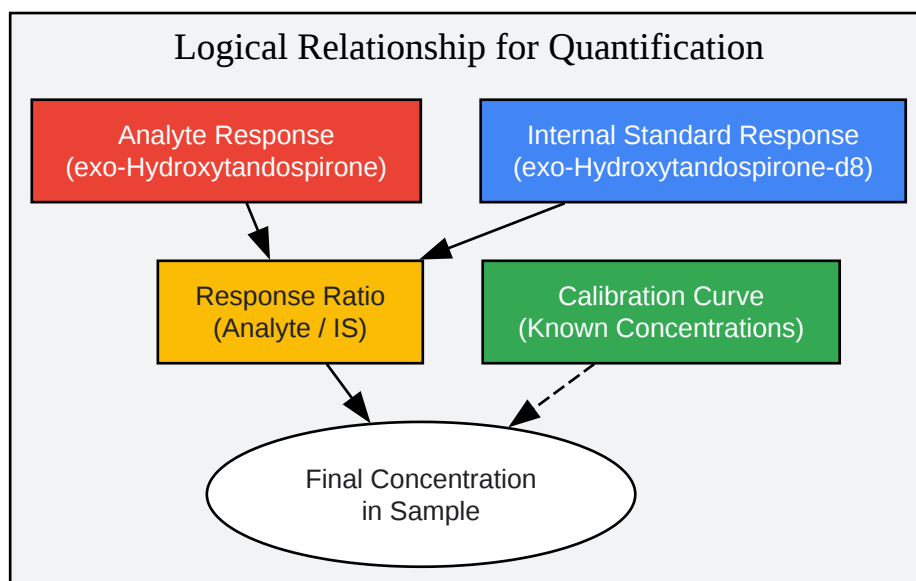 Logical Relationship for Quantification
Analyte Response
(exo-Hydroxytandospirone)
Internal Standard Response
(exo-Hydroxytandospirone-d8)
Response Ratio
(Analyte / IS)
Calibration Curve
(Known Concentrations)
Final Concentration
in Sample